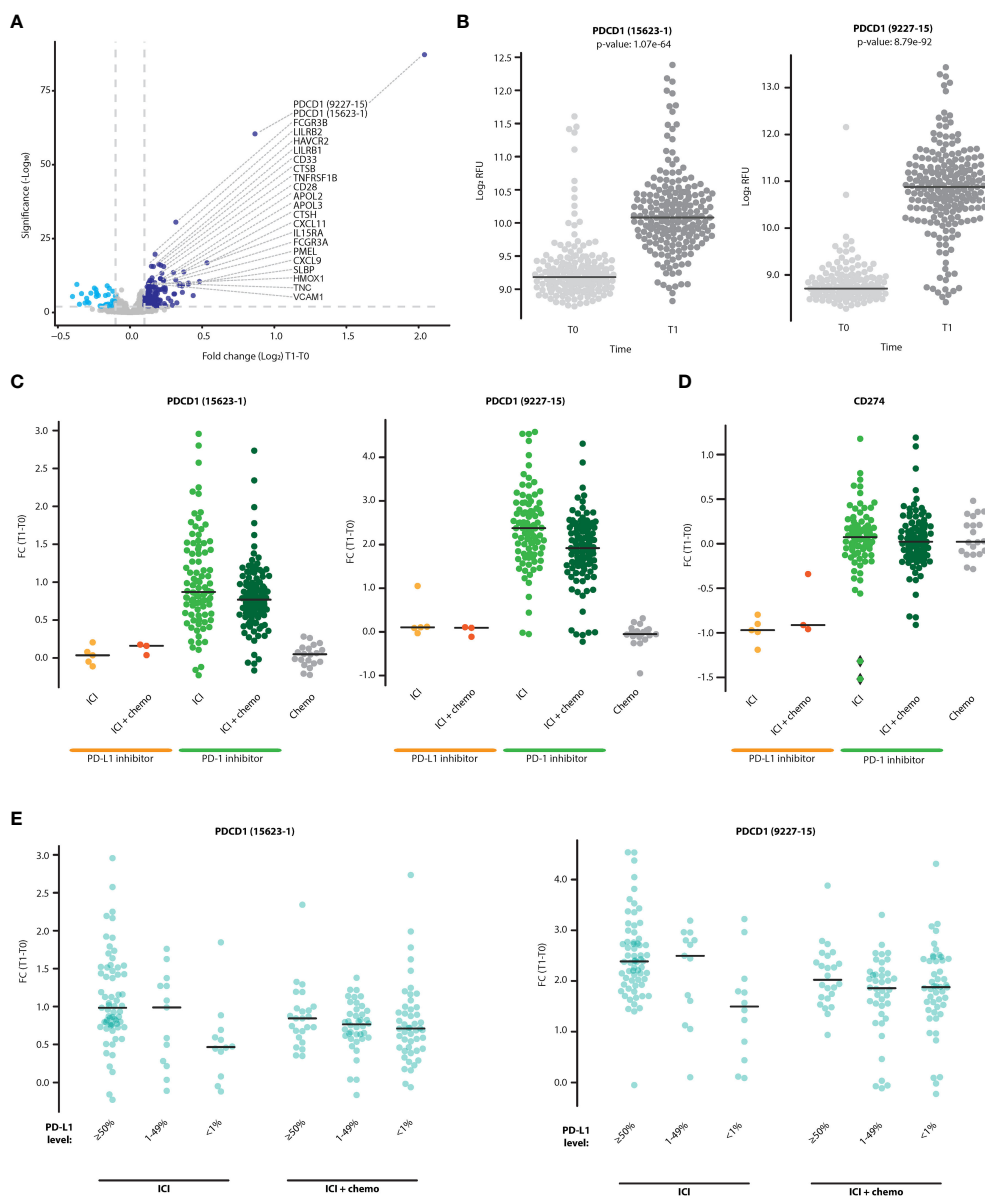 A
75
50
25
0
Significance (-Log₁₀)
PDCD1 (9227-15)
PDCD1 (15623-1)
FCGR3B
LILRB2
HAVCR2
LILRB1
CD33
CTSB
TNFRSF1B
CD28
APOL2
APOL3
CTSH
CXCL11
IL15RA
FCGR3A
PMEL
CXCL9
SLBP
HMOX1
TNC
VCAM1
−0.5 0.0 0.5 1.0 1.5 2.0
Fold change (Log₂) T1-T0
B
PDCD1 (15623-1)
p-value: 1.07e-64
12.5
12.0
11.5
11.0
10.5
10.0
9.5
9.0
Log₂ RFU
T0 T1
Time
PDCD1 (9227-15)
p-value: 8.79e-92
13.0
12.0
11.0
10.0
9.0
Log₂ RFU
T0 T1
Time
C
PDCD1 (15623-1)
3.0
2.5
2.0
1.5
1.0
0.5
0.0
FC (T1-T0)
ICI ICI + chemo ICI ICI + chemo Chemo
PD-L1 inhibitor PD-1 inhibitor
PDCD1 (9227-15)
4.0
3.0
2.0
1.0
0.0
-1.0
FC (T1-T0)
ICI ICI + chemo ICI ICI + chemo Chemo
PD-L1 inhibitor PD-1 inhibitor
D
CD274
1.0
0.5
0.0
-0.5
-1.0
-1.5
FC (T1-T0)
ICI ICI + chemo ICI ICI + chemo Chemo
PD-L1 inhibitor PD-1 inhibitor
E
PDCD1 (15623-1)
3.0
2.5
2.0
1.5
1.0
0.5
0.0
FC (T1-T0)
PD-L1
level:
≥50% 1-49% <1% ≥50% 1-49% <1%
ICI ICI + chemo
PDCD1 (9227-15)
4.0
3.0
2.0
1.0
0.0
FC (T1-T0)
PD-L1
level:
≥50% 1-49% <1% ≥50% 1-49% <1%
ICI ICI + chemo